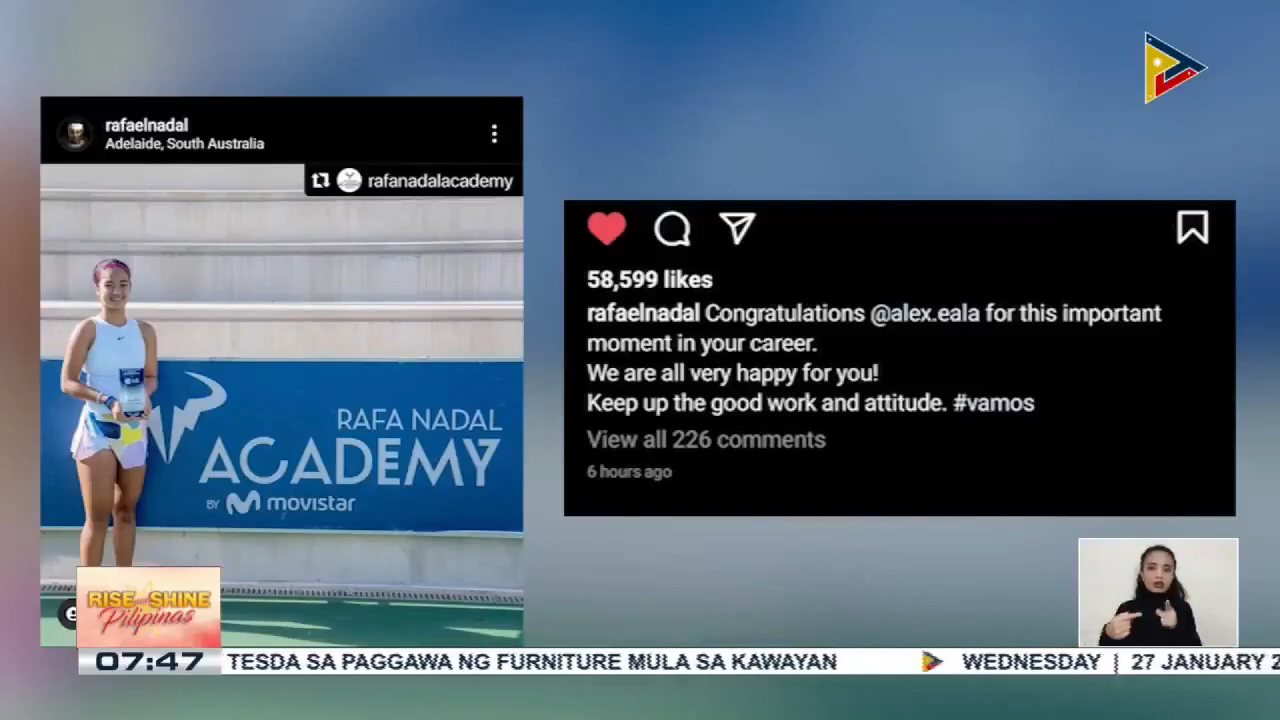 rafaelnadal
Adelaide, South Australia
rafanadalacademy
RAFA NADAL
ACADEMY
BY movistar
58,599 likes
rafaelnadal Congratulations @alex.eala for this important
moment in your career.
We are all very happy for you!
Keep up the good work and attitude. #vamos
View all 226 comments
6 hours ago
RISE and SHINE
Pilipinas
07:47
TESDA SA PAGGAWA NG FURNITURE MULA SA KAWAYAN
WEDNESDAY | 27 JANUARY 2